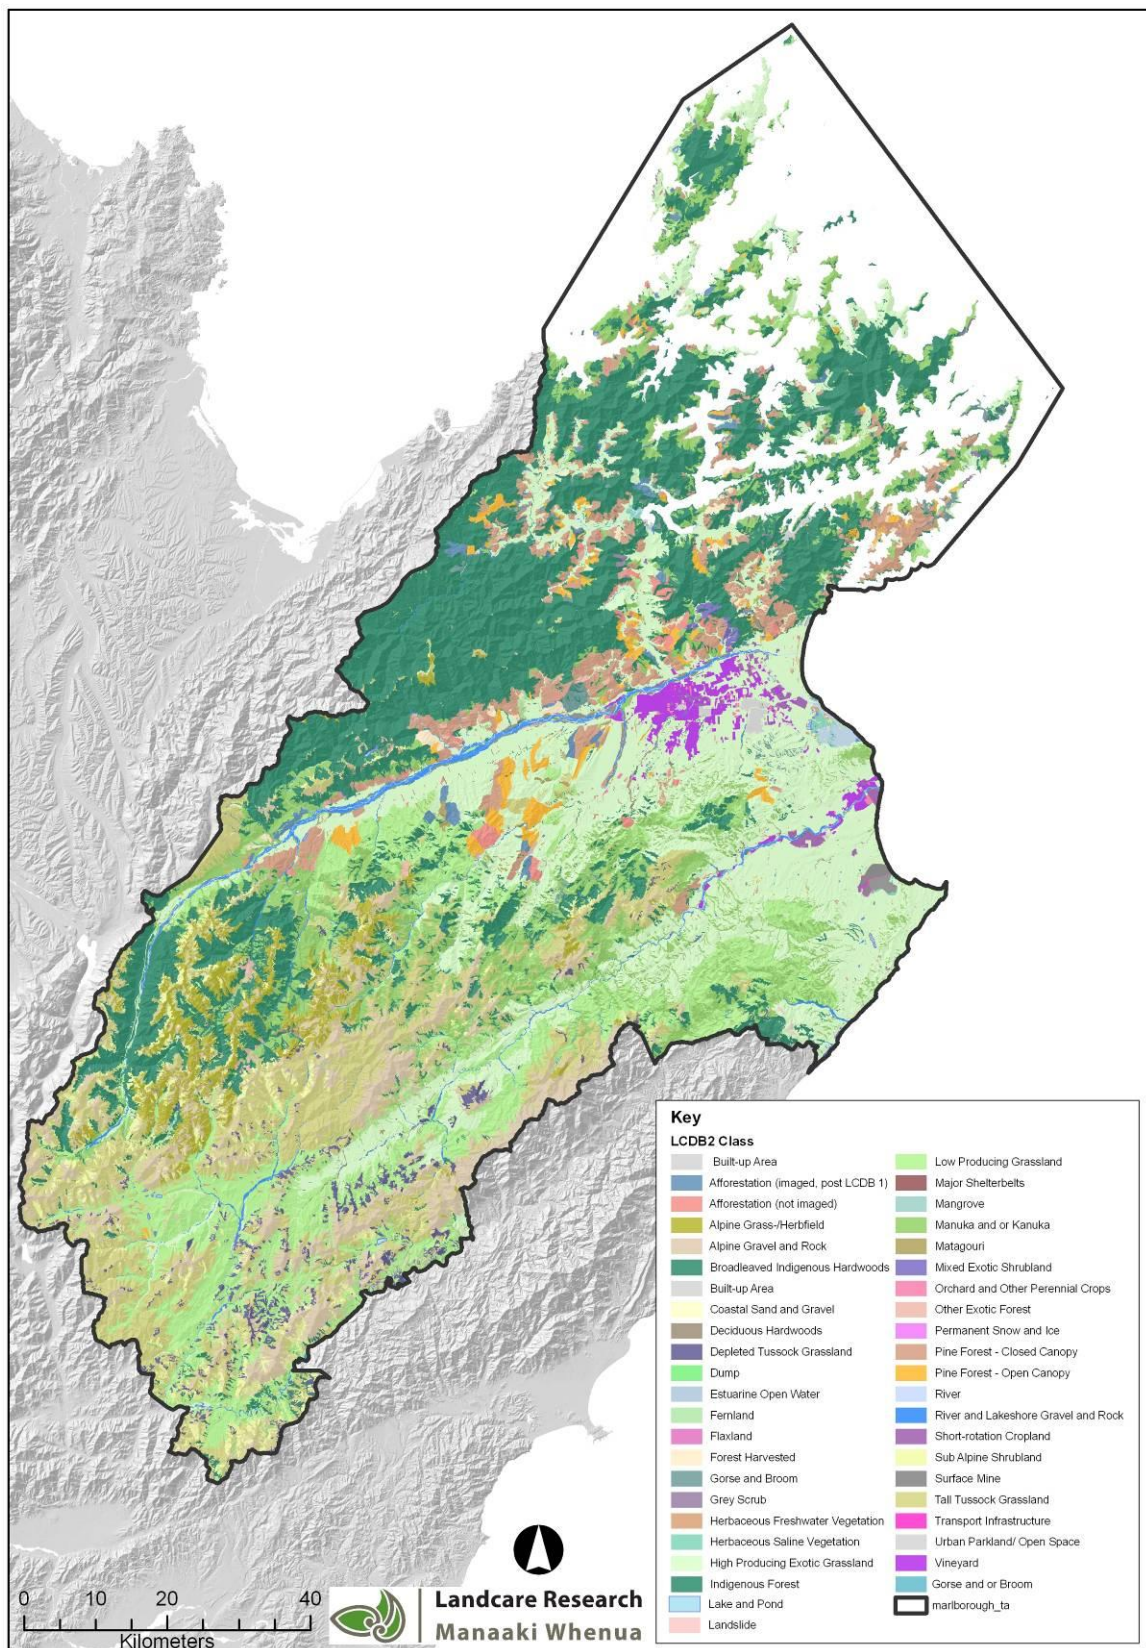 Key
LCDB2 Class
Built-up Area
Afforestation (imaged, post LCDB 1)
Afforestation (not imaged)
Alpine Grass-/Herbfield
Alpine Gravel and Rock
Broadleaved Indigenous Hardwoods
Built-up Area
Coastal Sand and Gravel
Deciduous Hardwoods
Depleted Tussock Grassland
Dump
Estuarine Open Water
Fernland
Flaxland
Forest Harvested
Gorse and Broom
Grey Scrub
Herbaceous Freshwater Vegetation
Herbaceous Saline Vegetation
High Producing Exotic Grassland
Indigenous Forest
Lake and Pond
Landslide
Low Producing Grassland
Major Shelterbelts
Mangrove
Manuka and or Kanuka
Matagouri
Mixed Exotic Shrubland
Orchard and Other Perennial Crops
Other Exotic Forest
Permanent Snow and Ice
Pine Forest - Closed Canopy
Pine Forest - Open Canopy
River
River and Lakeshore Gravel and Rock
Short-rotation Cropland
Sub Alpine Shrubland
Surface Mine
Tall Tussock Grassland
Transport Infrastructure
Urban Parkland/ Open Space
Vineyard
Gorse and or Broom
marlborough_ta
0 10 20 40
Kilometers
Landcare Research
Manaaki Whenua